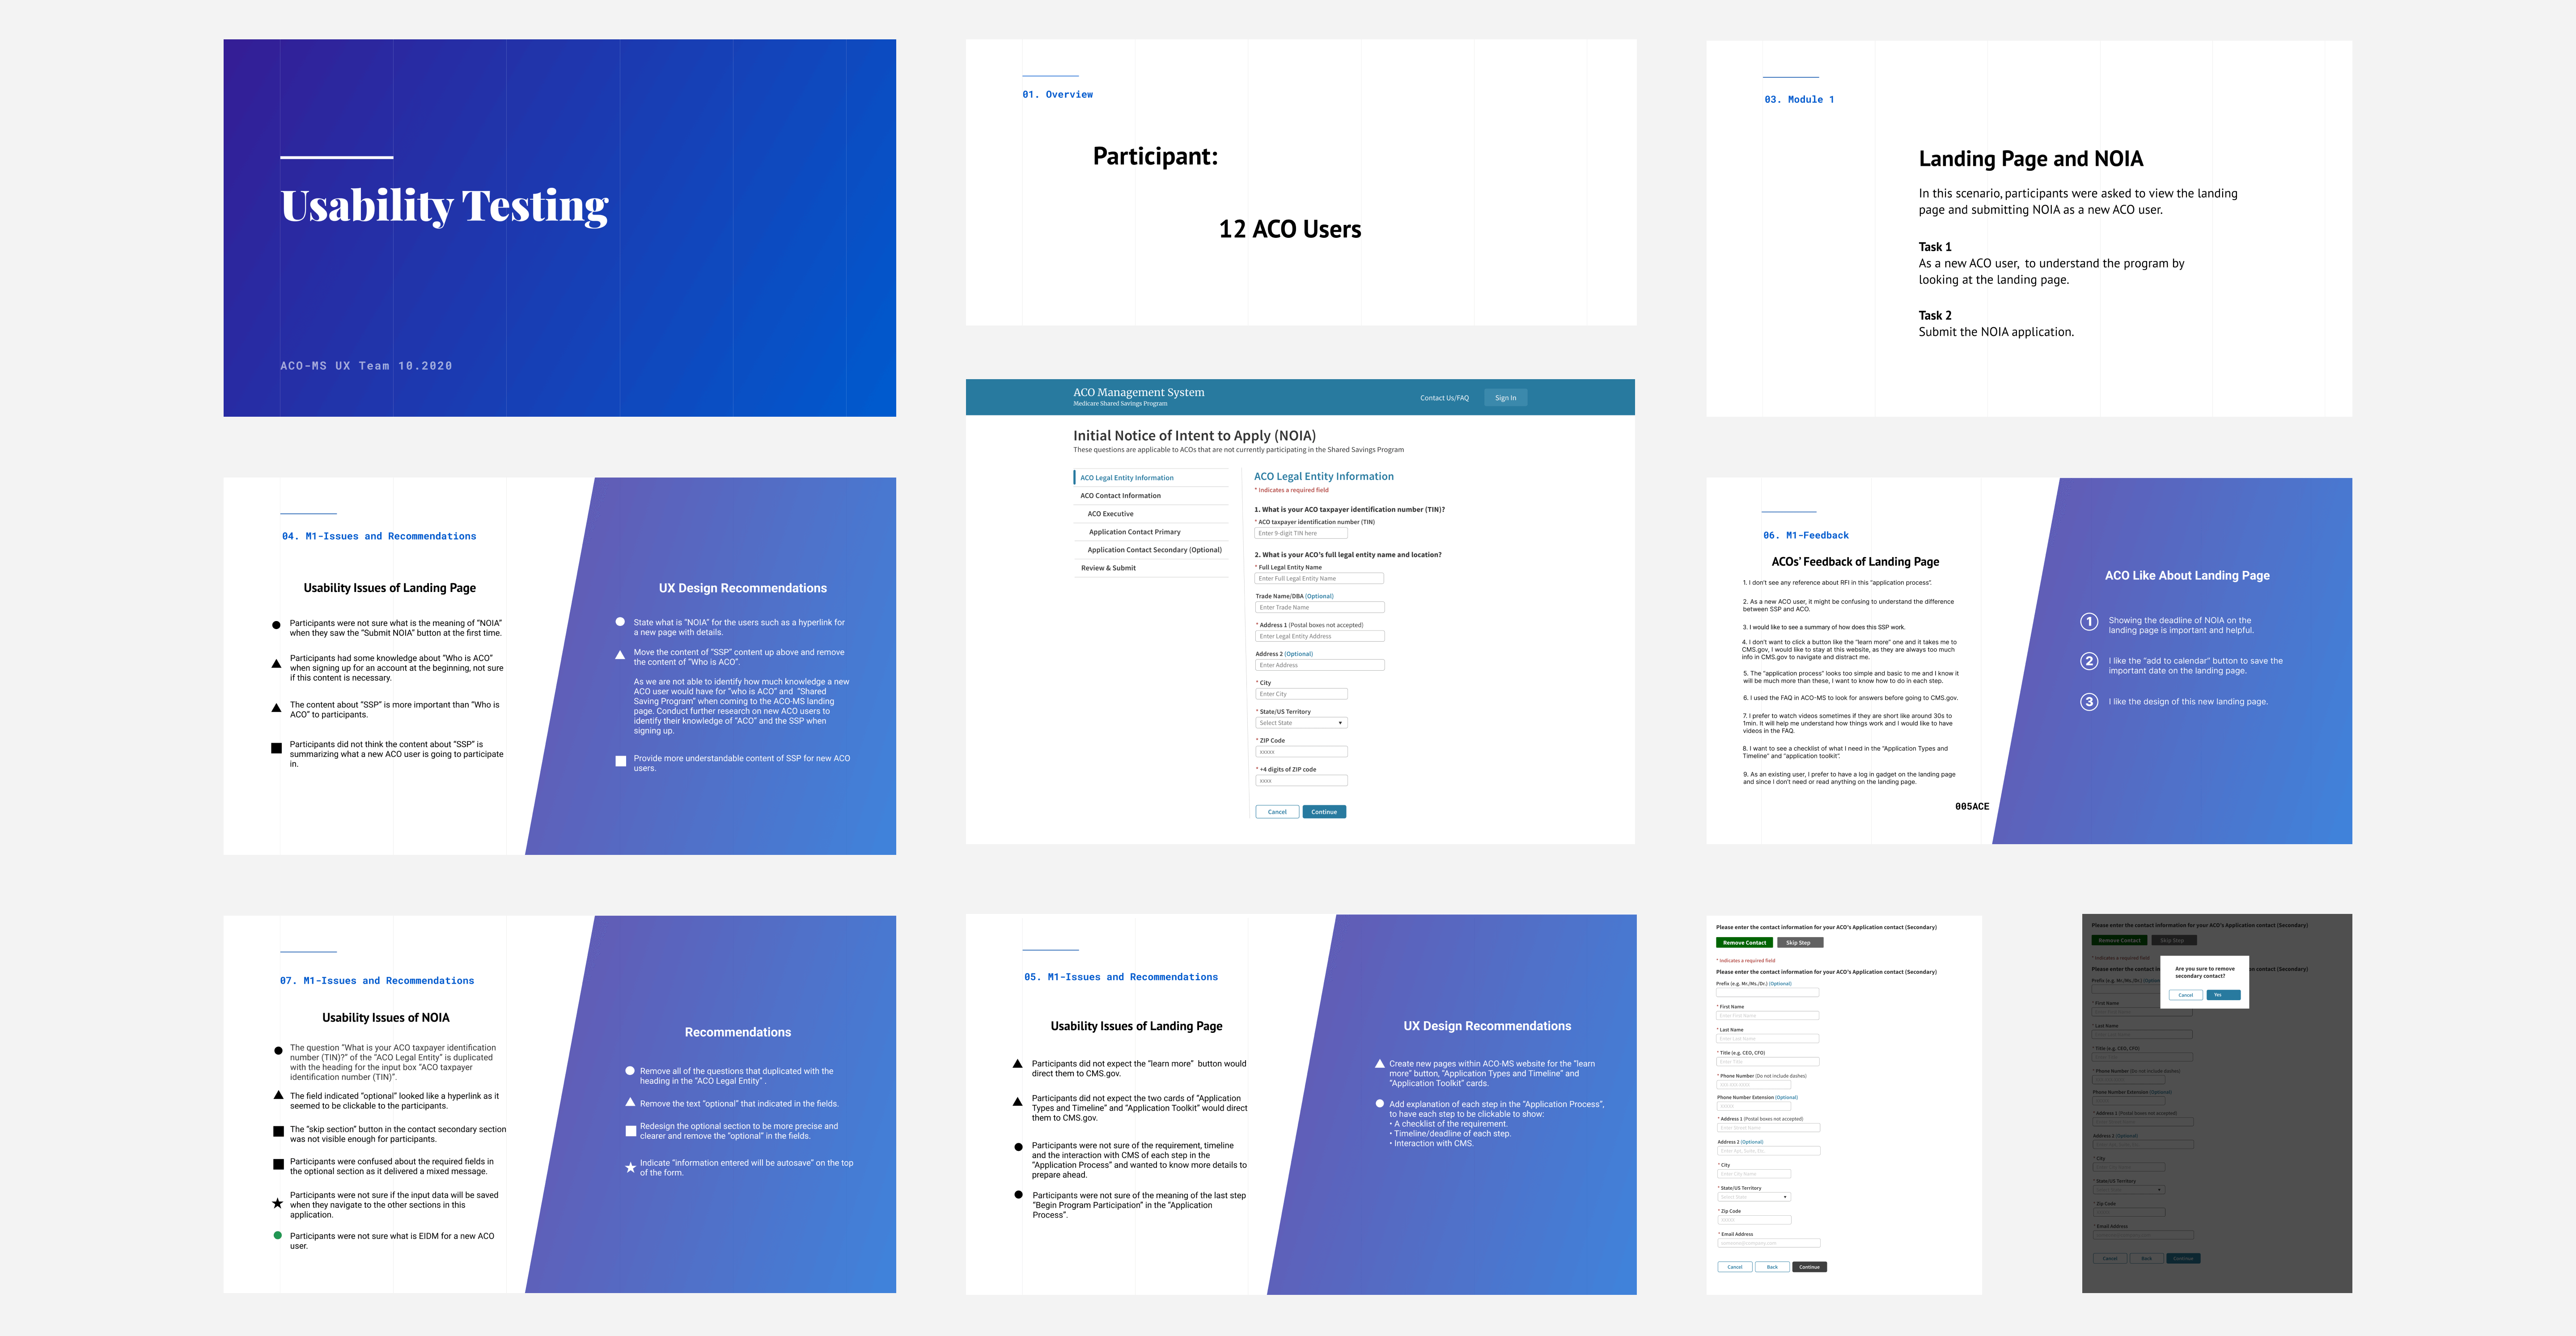 Usability Testing
ACO-MS UX Team 10.2020
01. Overview
Participant:
12 ACO Users
03. Module 1
Landing Page and NOIA
In this scenario, participants were asked to view the landing
page and submitting NOIA as a new ACO user.
Task 1
As a new ACO user, to understand the program by
looking at the landing page.
Task 2
Submit the NOIA application.
04. M1-Issues and Recommendations
Usability Issues of Landing Page
Participants were not sure what is the meaning of "NOIA"
when they saw the "Submit NOIA" button at the first time.
Participants had some knowledge about "Who is ACO"
when signing up for an account at the beginning, not sure
if this content is necessary.
The content about "SSP" is more important than "Who is
ACO" to participants.
Participants did not think the content about "SSP" is
summarizing what a new ACO user is going to participate
in.
UX Design Recommendations
State what is "NOIA" for the users such as a hyperlink for
a new page with details.
Move the content of "SSP" content up above and remove
the content of "Who is ACO".
As we are not able to identify how much knowledge a new
ACO user would have for "who is ACO" and "Shared
Saving Program" when coming to the ACO-MS landing
page. Conduct further research on new ACO users to
identify their knowledge of "ACO" and the SSP when
signing up.
Provide more understandable content of SSP for new ACO
users.
ACO Management System
Medicare Shared Savings Program
Contact Us/FAQ
Sign In
Initial Notice of Intent to Apply (NOIA)
These questions are applicable to ACOs that are not currently participating in the Shared Savings Program
ACO Legal Entity Information
ACO Contact Information
ACO Executive
Application Contact Primary
Application Contact Secondary (Optional)
Review & Submit
ACO Legal Entity Information
* Indicates a required field
1. What is your ACO taxpayer identification number (TIN)?
* ACO taxpayer identification number (TIN)
Enter 9-digit TIN here
2. What is your ACO's full legal entity name and location?
* Full Legal Entity Name
Enter Full Legal Entity Name
Trade Name/DBA (Optional)
Enter Trade Name
* Address 1 (Postal boxes not accepted)
Enter Legal Entity Address
Address 2 (Optional)
Enter Address
* City
Enter City
* State/US Territory
Select State
* ZIP Code
xxxxx
* +4 digits of ZIP code
xxxx
Cancel
Continue
06. M1-Feedback
ACOs' Feedback of Landing Page
1. I don't see any reference about RFI in this "application process".
2. As a new ACO user, it might be confusing to understand the difference
between SSP and ACO.
3. I would like to see a summary of how does this SSP work.
4. I don't want to click a button like the "learn more" one and it takes me to
CMS.gov, I would like to stay at this website, as they are always too much
info in CMS.gov to navigate and distract me.
5. The "application process" looks too simple and basic to me and I know it
will be much more than these, I want to know how to do in each step.
6. I used the FAQ in ACO-MS to look for answers before going to CMS.gov.
7. I prefer to watch videos sometimes if they are short like around 30s to
1min. It will help me understand how things work and I would like to have
videos in the FAQ.
8. I want to see a checklist of what I need in the "Application Types and
Timeline" and "application toolkit".
9. As an existing user, I prefer to have a log in gadget on the landing page
and since I don't need or read anything on the landing page.
005ACE
ACO Like About Landing Page
1
Showing the deadline of NOIA on the
landing page is important and helpful.
2
I like the "add to calendar" button to save the
important date on the landing page.
3
I like the design of this new landing page.
07. M1-Issues and Recommendations
Usability Issues of NOIA
The question "What is your ACO taxpayer identification
number (TIN)?" of the "ACO Legal Entity" is duplicated
with the heading for the input box "ACO taxpayer
identification number (TIN)".
The field indicated "optional" looked like a hyperlink as it
seemed to be clickable to the participants.
The "skip section" button in the contact secondary section
was not visible enough for participants.
Participants were confused about the required fields in
the optional section as it delivered a mixed message.
Participants were not sure if the input data will be saved
when they navigate to the other sections in this
application.
Participants were not sure what is EIDM for a new ACO
user.
Recommendations
Remove all of the questions that duplicated with the
heading in the "ACO Legal Entity" .
Remove the text "optional" that indicated in the fields.
Redesign the optional section to be more precise and
clearer and remove the "optional" in the fields.
Indicate "information entered will be autosave" on the top
of the form.
05. M1-Issues and Recommendations
Usability Issues of Landing Page
Participants did not expect the "learn more" button would
direct them to CMS.gov.
Participants did not expect the two cards of "Application
Types and Timeline" and "Application Toolkit" would direct
them to CMS.gov.
Participants were not sure of the requirement, timeline
and the interaction with CMS of each step in the
"Application Process" and wanted to know more details to
prepare ahead.
Participants were not sure of the meaning of the last step
"Begin Program Participation" in the "Application
Process".
UX Design Recommendations
Create new pages within ACO-MS website for the "learn
more" button, "Application Types and Timeline" and
"Application Toolkit" cards.
Add explanation of each step in the "Application Process",
to have each step to be clickable to show:
• A checklist of the requirement.
• Timeline/deadline of each step.
• Interaction with CMS.
Please enter the contact information for your ACO's Application contact (Secondary)
Remove Contact
Skip Step
* Indicates a required field
Please enter the contact information for your ACO's Application contact (Secondary)
Prefix (e.g. Mr./Ms./Dr.) (Optional)
* First Name
Enter First Name
* Last Name
Enter Last Name
* Title (e.g. CEO, CFO)
Enter Title
* Phone Number (Do not include dashes)
Phone Number Extension (Optional)
* Address 1 (Postal boxes not accepted)
Enter Street Name
Address 2 (Optional)
Enter Apt, Suite, Etc.
* City
Enter City Name
* State/US Territory
Select State
* Zip Code
* Email Address
Cancel
Back
Continue
Please enter the contact information for your ACO's Application contact (Secondary)
Remove Contact
Skip Step
* Indicates a required field
Are you sure to remove
secondary contact?
Cancel
Yes
* First Name
* Last Name
* Title (e.g. CEO, CFO)
* Phone Number (Do not include dashes)
Phone Number Extension (Optional)
* Address 1 (Postal boxes not accepted)
Address 2 (Optional)
* City
* State/US Territory
* Zip Code
* Email Address
Cancel
Back
Continue